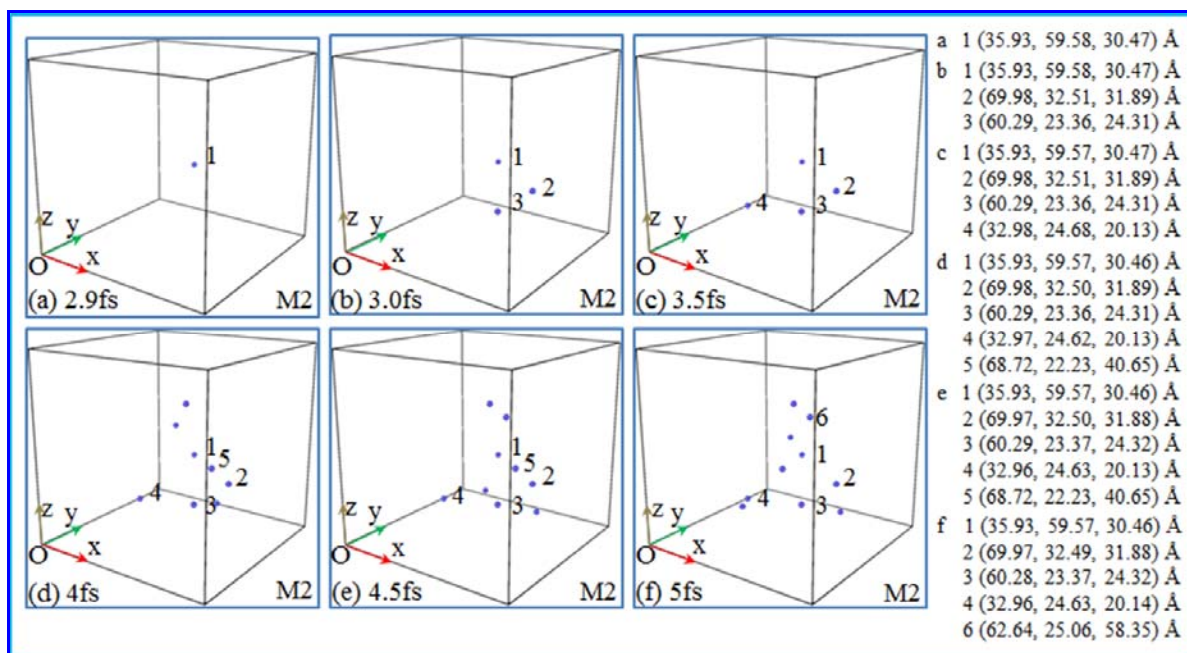 1
z
y
x
O
(a) 2.9fs
M2
1
2
3
z
y
x
O
(b) 3.0fs
M2
1
2
3
4
z
y
x
O
(c) 3.5fs
M2
1
5
2
3
4
z
y
x
O
(d) 4fs
M2
1
5
2
3
4
z
y
x
O
(e) 4.5fs
M2
6
1
2
3
4
z
y
x
O
(f) 5fs
M2
a 1 (35.93, 59.58, 30.47) Å
b 1 (35.93, 59.58, 30.47) Å
2 (69.98, 32.51, 31.89) Å
3 (60.29, 23.36, 24.31) Å
c 1 (35.93, 59.57, 30.47) Å
2 (69.98, 32.51, 31.89) Å
3 (60.29, 23.36, 24.31) Å
4 (32.98, 24.68, 20.13) Å
d 1 (35.93, 59.57, 30.46) Å
2 (69.98, 32.50, 31.89) Å
3 (60.29, 23.36, 24.31) Å
4 (32.97, 24.62, 20.13) Å
5 (68.72, 22.23, 40.65) Å
e 1 (35.93, 59.57, 30.46) Å
2 (69.97, 32.50, 31.88) Å
3 (60.29, 23.37, 24.32) Å
4 (32.96, 24.63, 20.13) Å
5 (68.72, 22.23, 40.65) Å
f 1 (35.93, 59.57, 30.46) Å
2 (69.97, 32.49, 31.88) Å
3 (60.28, 23.37, 24.32) Å
4 (32.96, 24.63, 20.14) Å
6 (62.64, 25.06, 58.35) Å